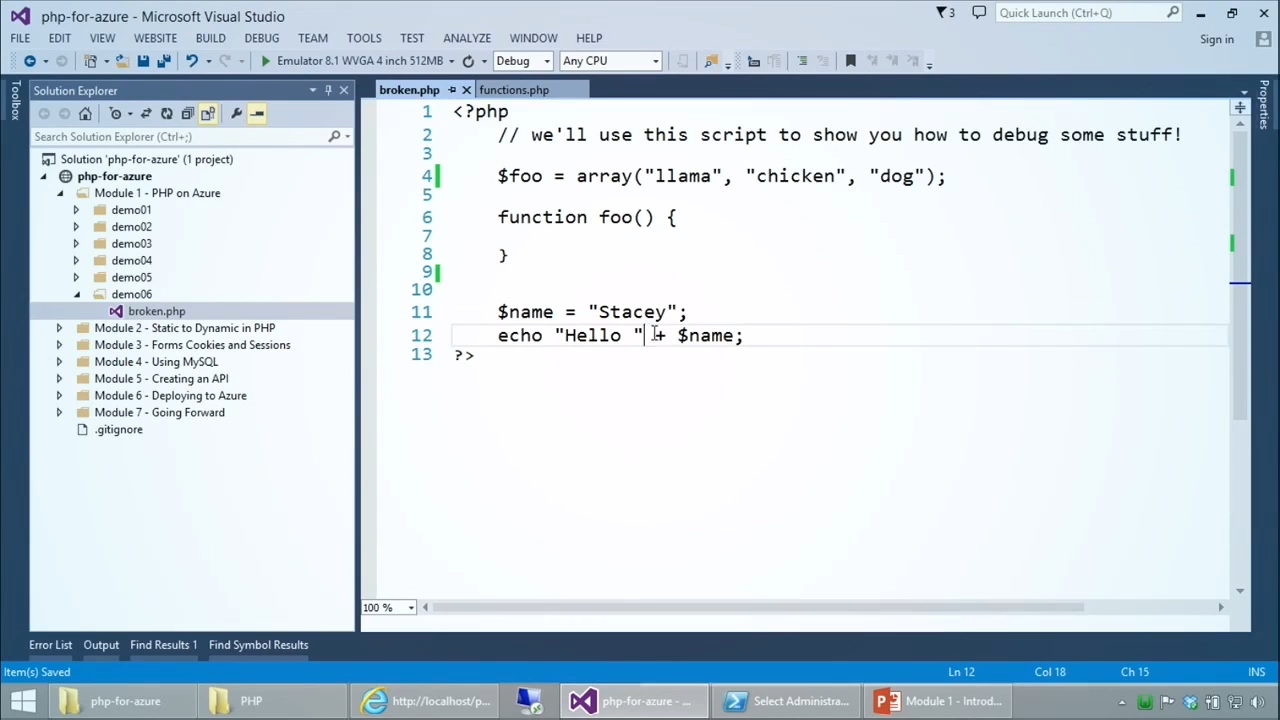 php-for-azure - Microsoft Visual Studio
3
Quick Launch (Ctrl+Q)
FILE EDIT VIEW WEBSITE BUILD DEBUG TEAM TOOLS TEST ANALYZE WINDOW HELP
Sign in
Emulator 8.1 WVGA 4 inch 512MB
Debug
Any CPU
Toolbox
Solution Explorer
Search Solution Explorer (Ctrl+;)
Solution 'php-for-azure' (1 project)
php-for-azure
Module 1 - PHP on Azure
demo01
demo02
demo03
demo04
demo05
demo06
broken.php
Module 2 - Static to Dynamic in PHP
Module 3 - Forms Cookies and Sessions
Module 4 - Using MySQL
Module 5 - Creating an API
Module 6 - Deploying to Azure
Module 7 - Going Forward
.gitignore
broken.php functions.php
Properties
1 <?php
2 // we'll use this script to show you how to debug some stuff!
3
4 $foo = array("llama", "chicken", "dog");
5
6 function foo() {
7
8 }
9
10
11 $name = "Stacey";
12 echo "Hello " + $name;
13 ?>
100 %
Error List Output Find Results 1 Find Symbol Results
Item(s) Saved Ln 12 Col 18 Ch 15 INS
php-for-azure PHP http://localhost/p... php-for-azure - ... Select Administra... Module 1 - Introd...